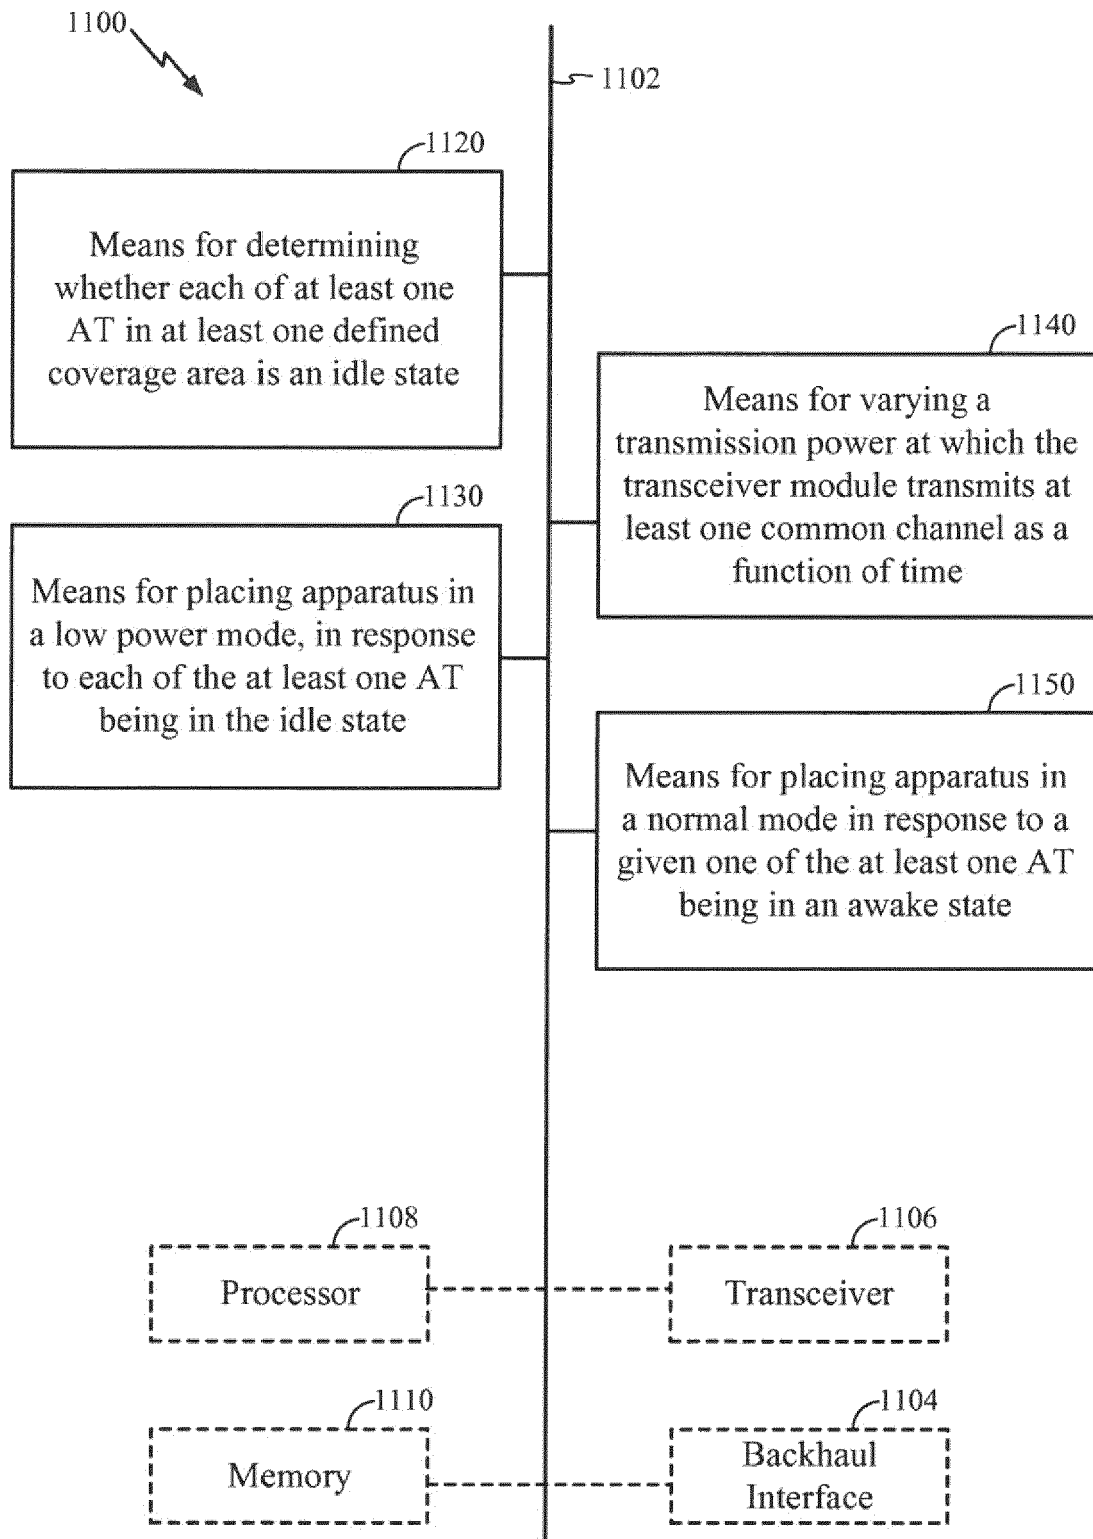 1100
1102
1120
Means for determining
whether each of at least one
AT in at least one defined
coverage area is an idle state
1140
Means for varying a
transmission power at which the
transceiver module transmits at
least one common channel as a
function of time
1130
Means for placing apparatus in
a low power mode, in response
to each of the at least one AT
being in the idle state
1150
Means for placing apparatus in
a normal mode in response to a
given one of the at least one AT
being in an awake state
1108
Processor
1106
Transceiver
1110
Memory
1104
Backhaul
Interface